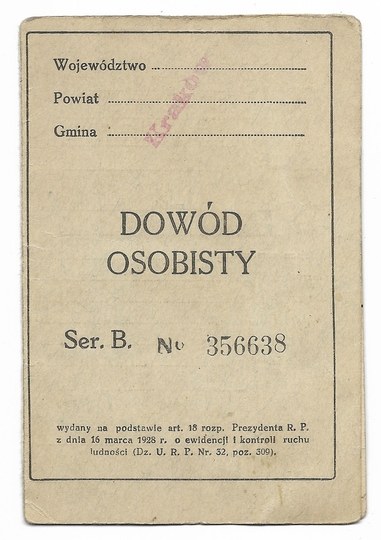 Województwo
Powiat
Gmina
Kraków
DOWÓD
OSOBISTY
Ser. B. No 356638
wydany na podstawie art. 18 rozp. Prezydenta R. P.
z dnia 16 marca 1928 r. o ewidencji i kontroli ruchu
ludności (Dz. U. R. P. Nr. 32, poz. 309).